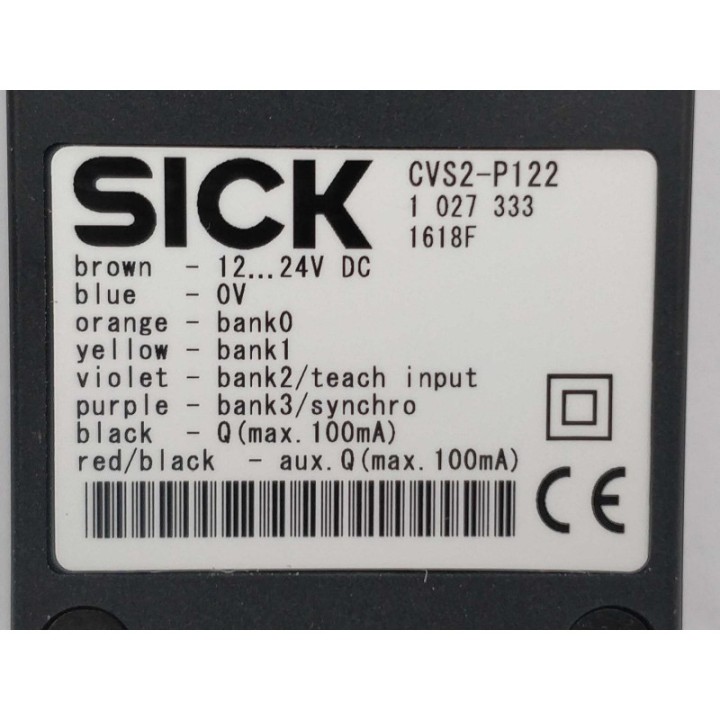 SICK
CVS2-P122
1 027 333
1618F
brown - 12...24V DC
blue - 0V
orange - bank0
yellow - bank1
violet - bank2/teach input
purple - bank3/synchro
black - Q(max.100mA)
red/black - aux.Q(max.100mA)
CE